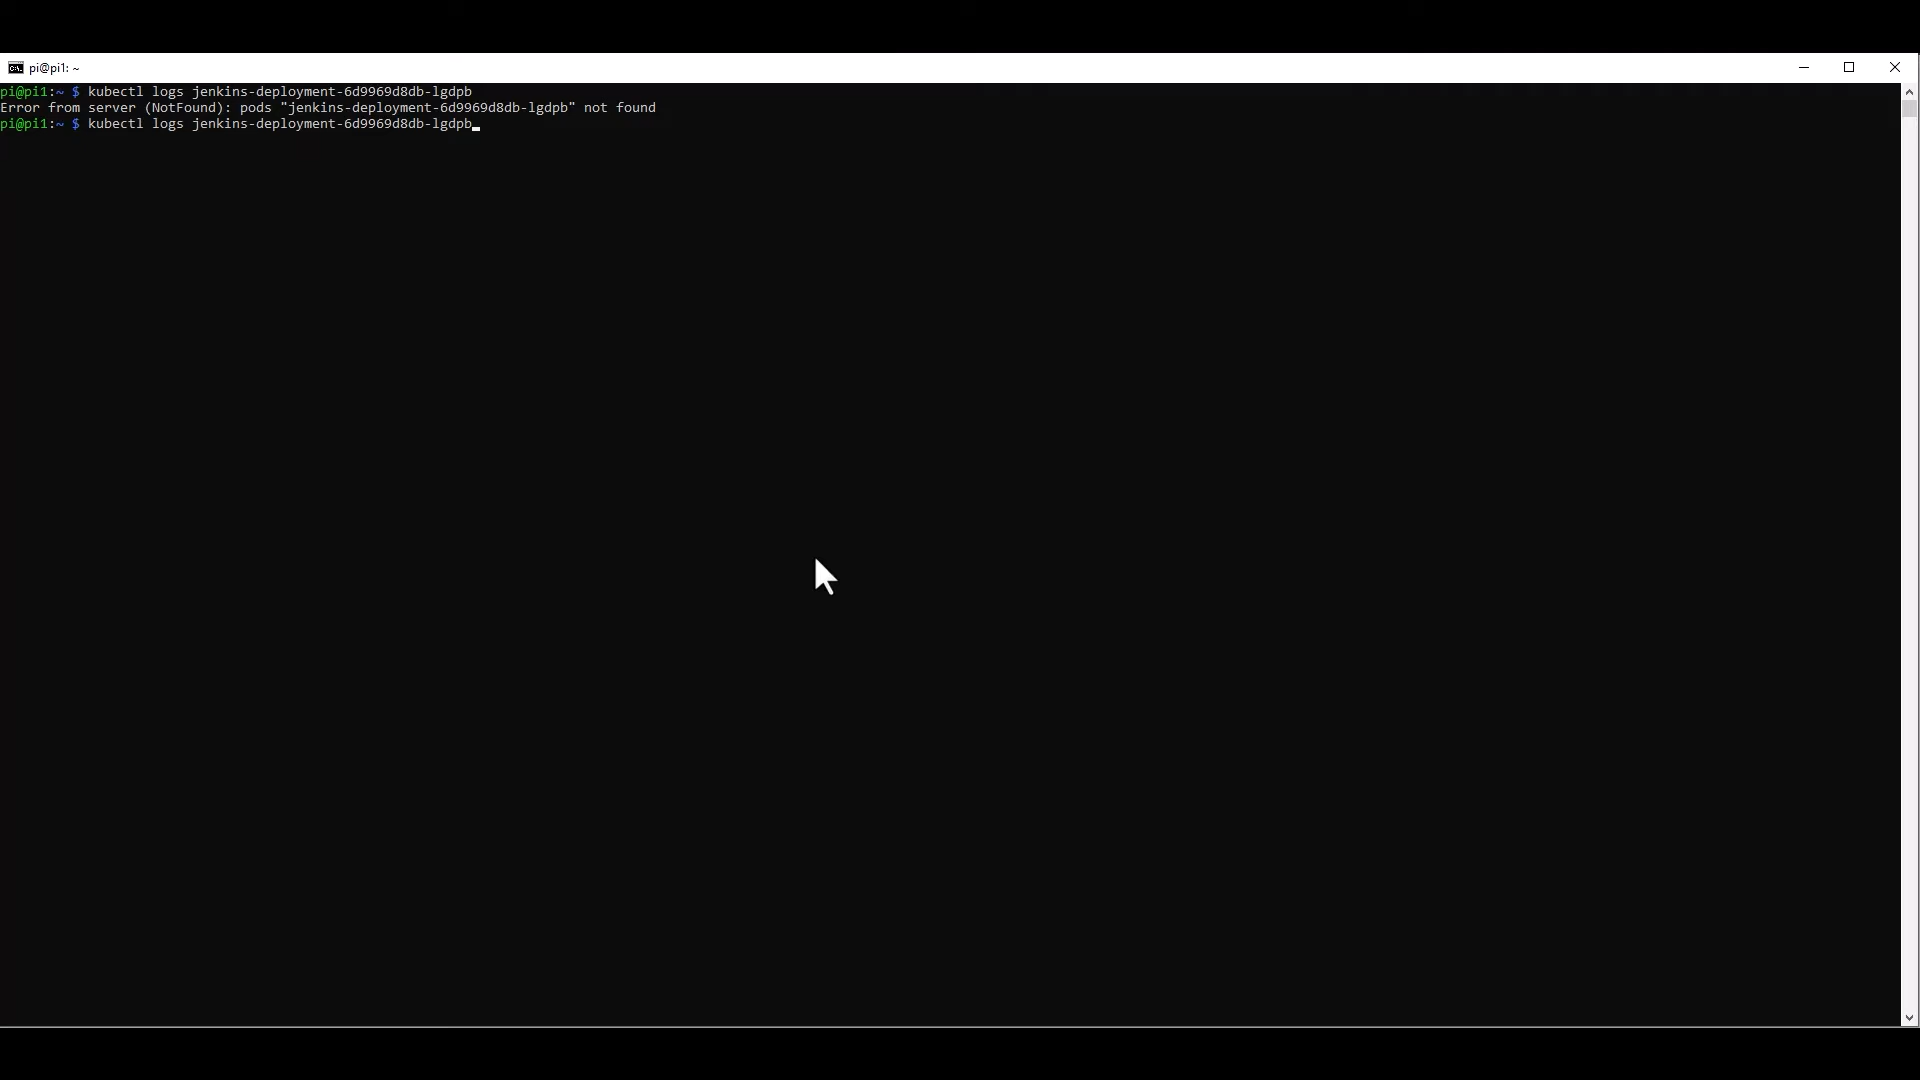 pi@pi1: ~
pi@pi1:~ $ kubectl logs jenkins-deployment-6d9969d8db-lgdpb
Error from server (NotFound): pods "jenkins-deployment-6d9969d8db-lgdpb" not found
pi@pi1:~ $ kubectl logs jenkins-deployment-6d9969d8db-lgdpb